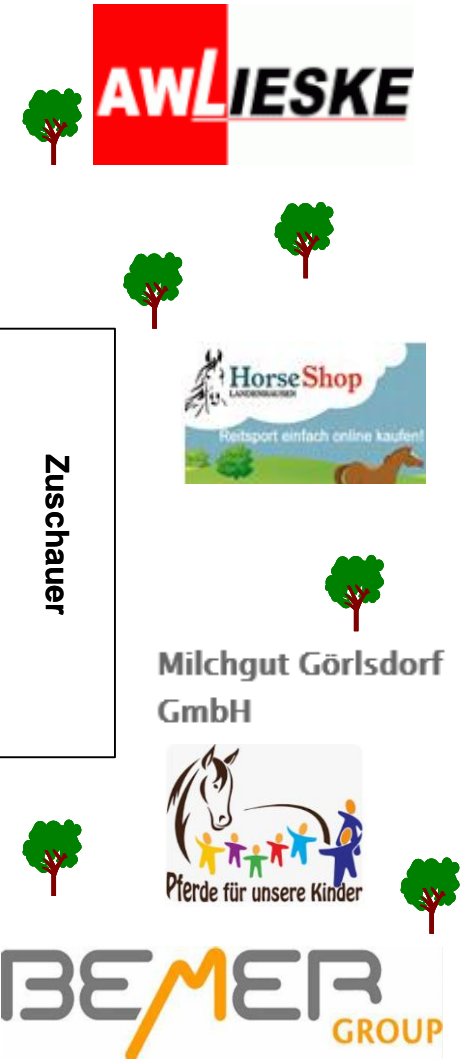 AWLIESKE
HorseShop
LANDENHAUSEN
Reitsport einfach online kaufen!
Zuschauer
Milchgut Görlsdorf
GmbH
Pferde für unsere Kinder
BEMER
GROUP